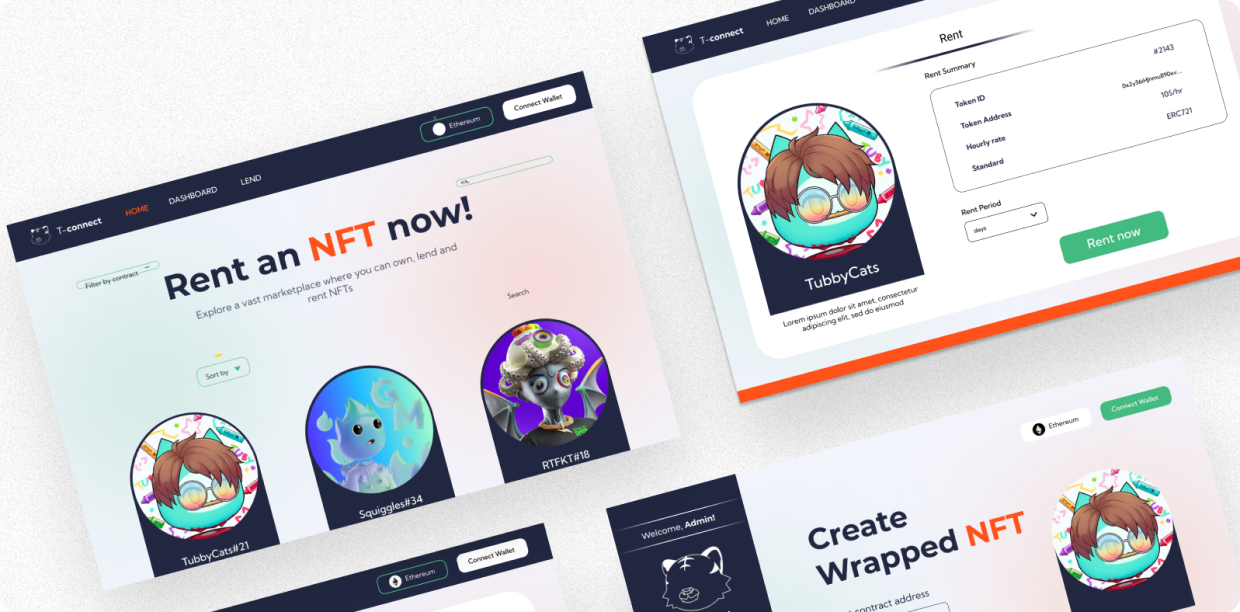 T-connect
HOME
DASHBOARD
LEND
Ethereum
Connect Wallet
Filter by contract
Rent an NFT now!
Explore a vast marketplace where you can own, lend and
rent NFTs
Search
Sort by
TubbyCats#21
Squiggles#34
RTFKT#18
Ethereum
Connect Wallet
T-connect
HOME
DASHBOARD
Rent
Rent Summary
Token ID
#2143
Token Address
Hourly rate
10$/hr
Standard
ERC721
Rent Period
days
Rent now
TubbyCats
Lorem ipsum dolor sit amet, consectetur
adipiscing elit, sed do eiusmod
Ethereum
Connect Wallet
Welcome, Admin!
Create
Wrapped NFT
contract address